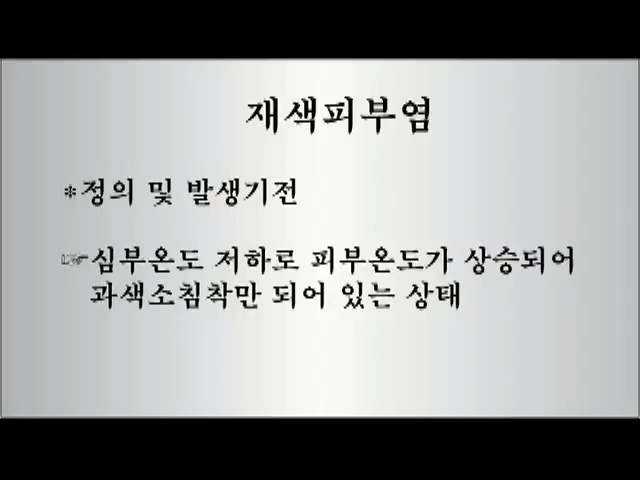 재색피부염
*정의 및 발생기전
☞심부온도 저하로 피부온도가 상승되어
과색소침착만 되어 있는 상태